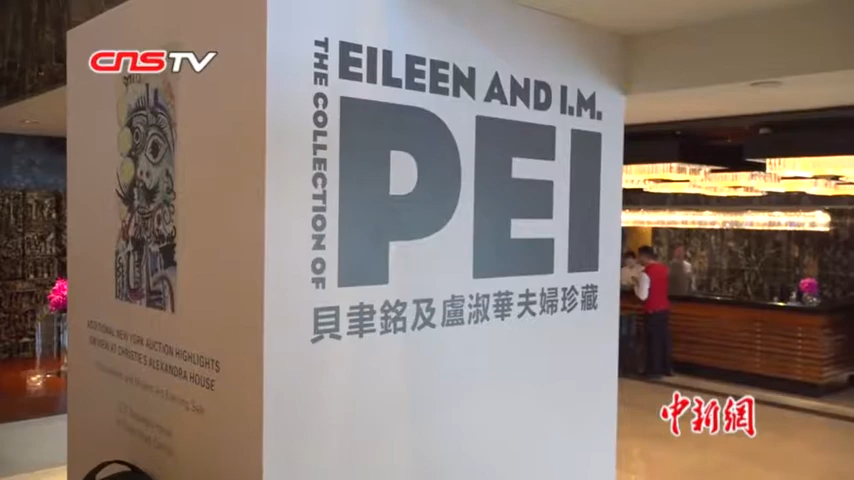 CNSTV
THE COLLECTION OF
EILEEN AND I.M.
PEI
貝聿銘及盧淑華夫婦珍藏
ADDITIONAL NEW YORK AUCTION HIGHLIGHTS
ON VIEW AT CHRISTIE'S ALEXANDRA HOUSE
中新網